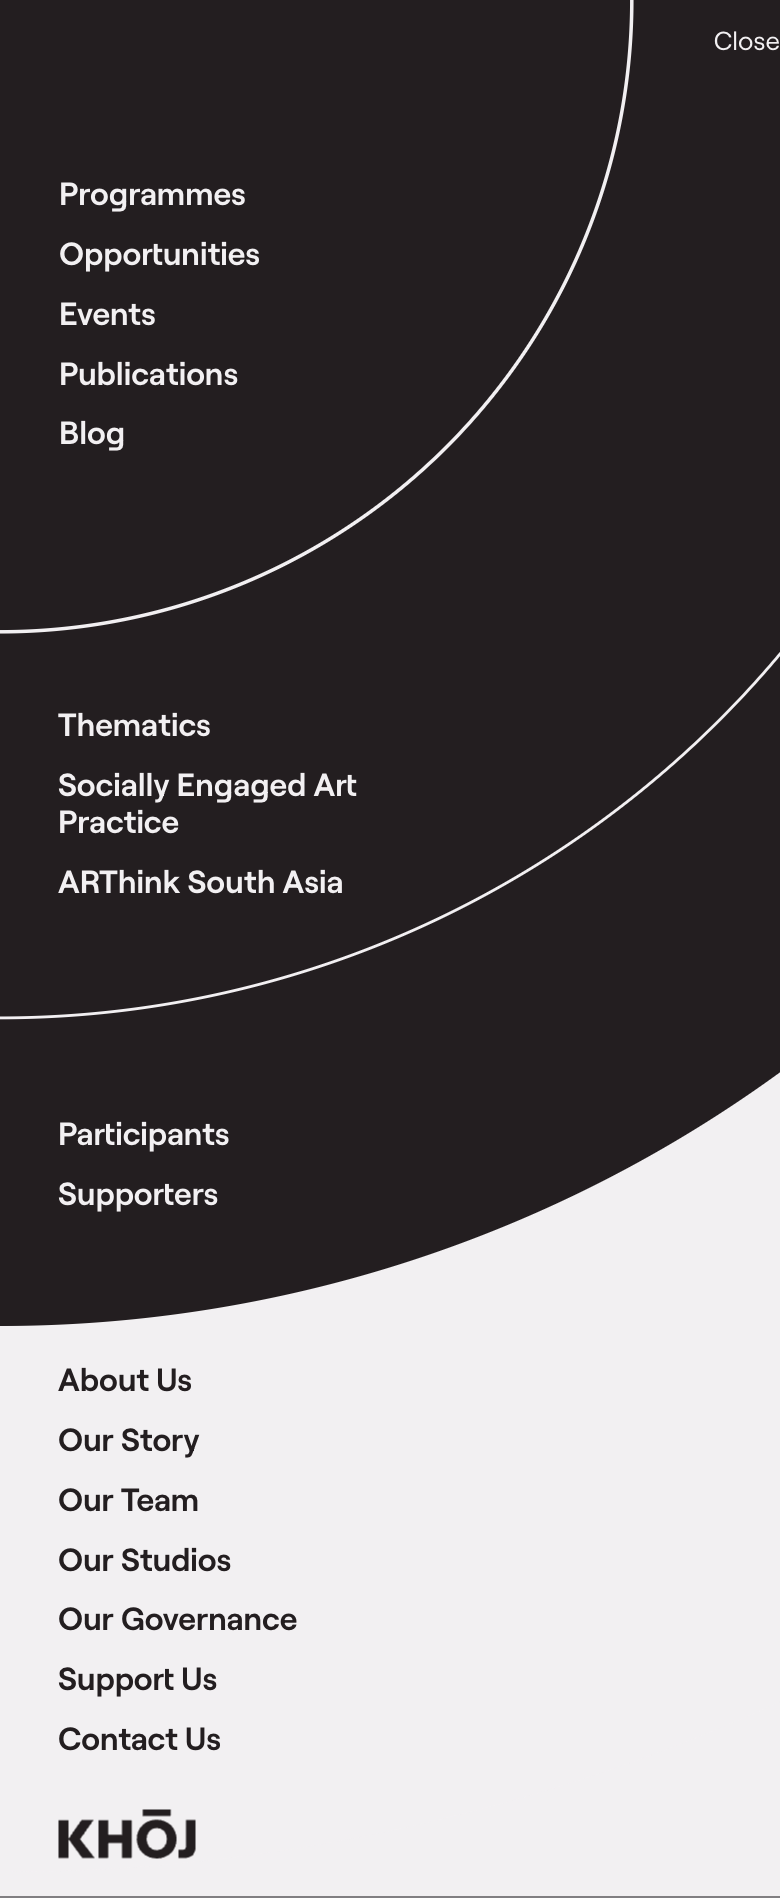 Close
Programmes
Opportunities
Events
Publications
Blog
Thematics
Socially Engaged Art
Practice
ARThink South Asia
Participants
Supporters
About Us
Our Story
Our Team
Our Studios
Our Governance
Support Us
Contact Us
KHŌJ